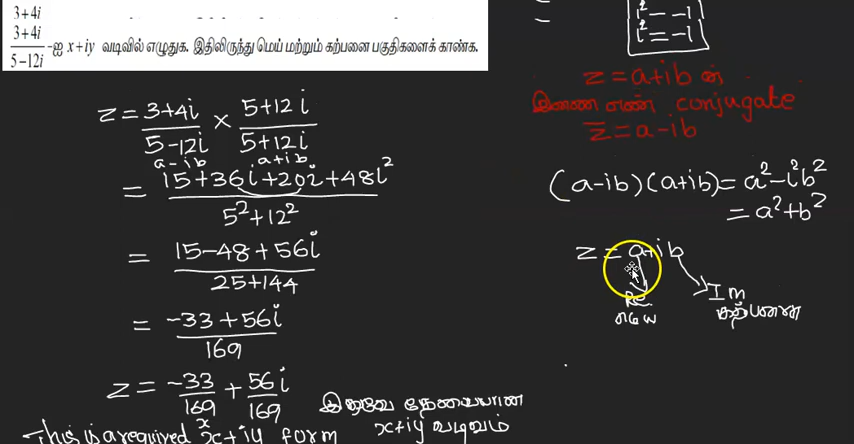 3+4i
3+4i
5−12i -ஐ x+iy வடிவில் எழுதுக. இதிலிருந்து மெய் மற்றும் கற்பனை பகுதிகளைக் காண்க.
z = 3+4i / 5-12i × 5+12i / 5+12i
a-ib a+ib
= 15+36i+20i+48i² / 5²+12²
= 15-48+56i / 25+144
= -33+56i / 169
z = -33/169 + 56i/169
x
This is a required x+iy form
இதுவே தேவையான
x+iy வடிவம்
=
=
i² = -1
i² = -1
z = a+ib ன்
இணை எண் conjugate
z̅ = a-ib
(a-ib)(a+ib) = a²-i²b²
= a²+b²
z = a+ib
Re
மெய்
Im
கற்பனை